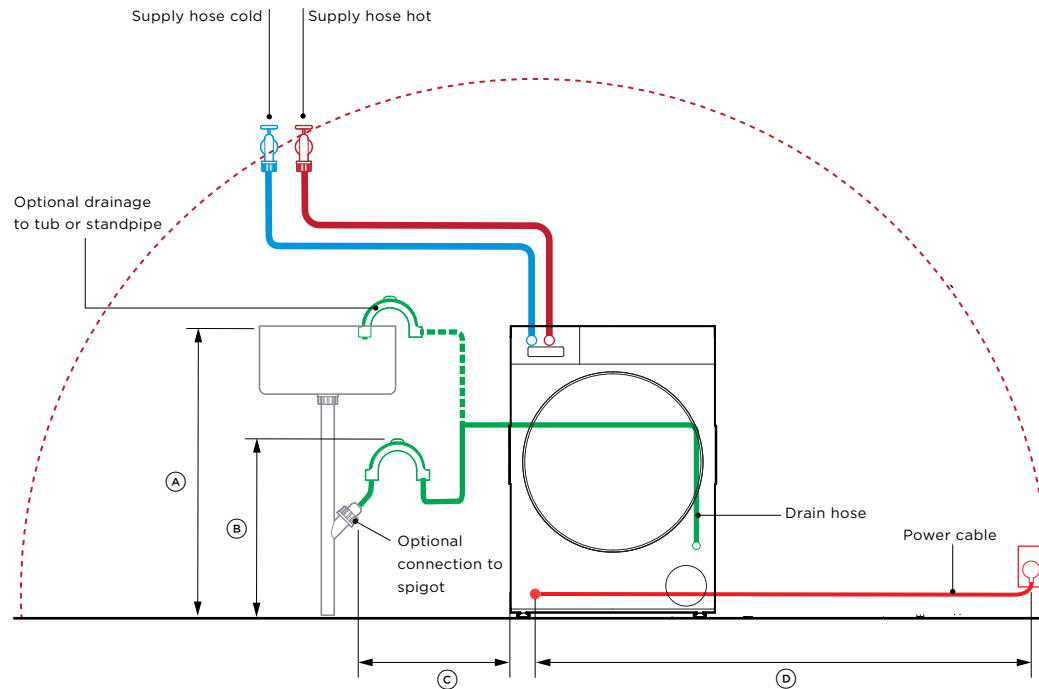 Supply hose cold
Supply hose hot
Optional drainage
to tub or standpipe
A
B
Optional
connection to
spigot
Drain hose
Power cable
C
D